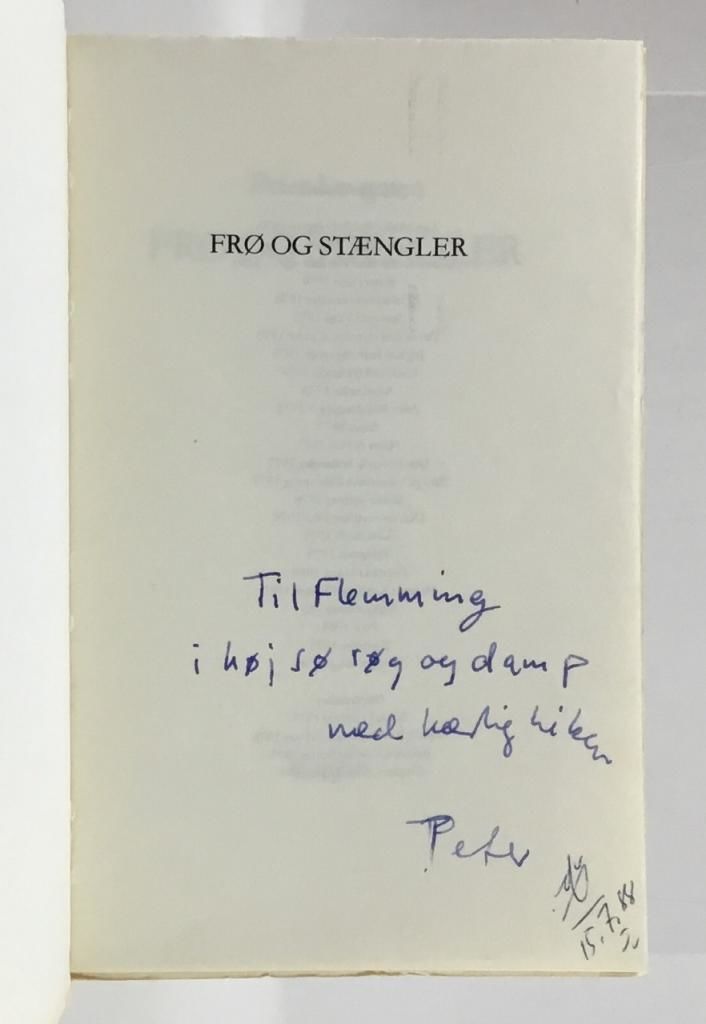 FRØ OG STÆNGLER
Til Flemming
i høj sø røg og damp
med kærlig hilsen
Peter
15.7.88